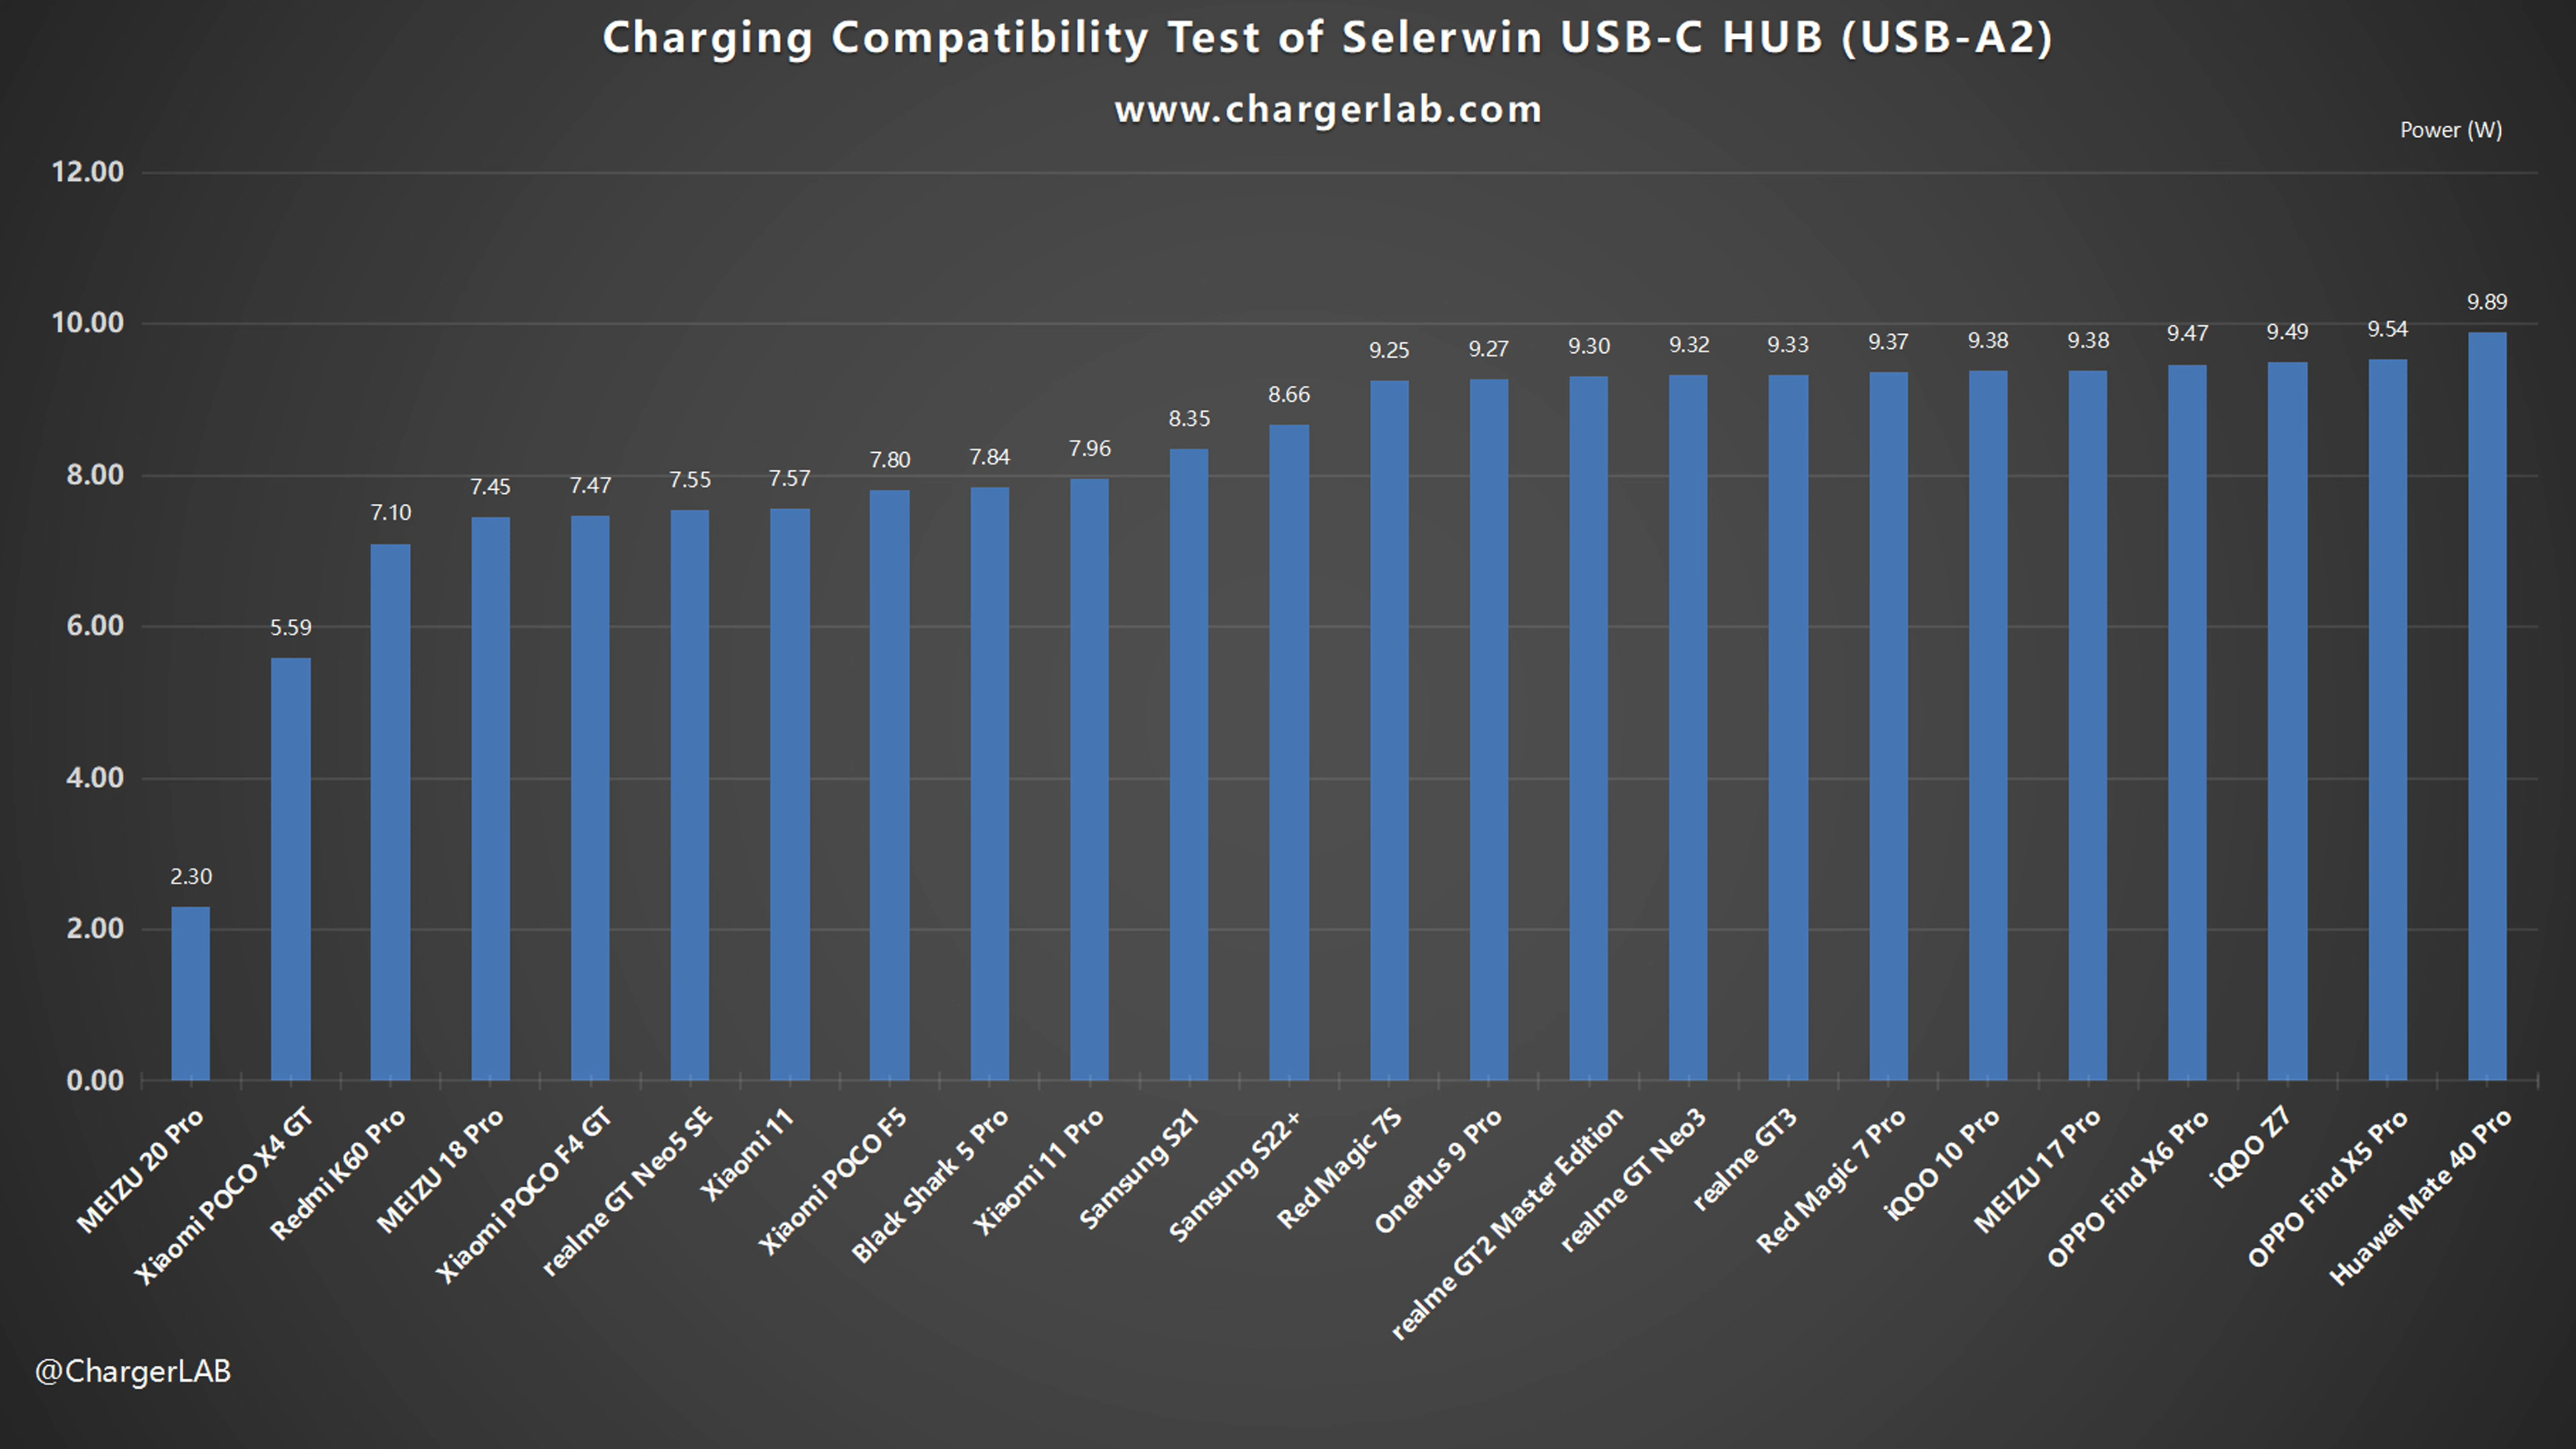 Charging Compatibility Test of Selerwin USB-C HUB (USB-A2)
www.chargerlab.com
Power (W)
12.00
10.00
8.00
6.00
4.00
2.00
0.00
2.30
5.59
7.10
7.45
7.47
7.55
7.57
7.80
7.84
7.96
8.35
8.66
9.25
9.27
9.30
9.32
9.33
9.37
9.38
9.38
9.47
9.49
9.54
9.89
MEIZU 20 Pro
Xiaomi POCO X4 GT
Redmi K60 Pro
MEIZU 18 Pro
Xiaomi POCO F4 GT
realme GT Neo5 SE
Xiaomi 11
Xiaomi POCO F5
Black Shark 5 Pro
Xiaomi 11 Pro
Samsung S21
Samsung S22+
Red Magic 7S
OnePlus 9 Pro
realme GT2 Master Edition
realme GT Neo3
realme GT3
Red Magic 7 Pro
iQOO 10 Pro
MEIZU 17 Pro
OPPO Find X6 Pro
iQOO Z7
OPPO Find X5 Pro
Huawei Mate 40 Pro
@ChargerLAB